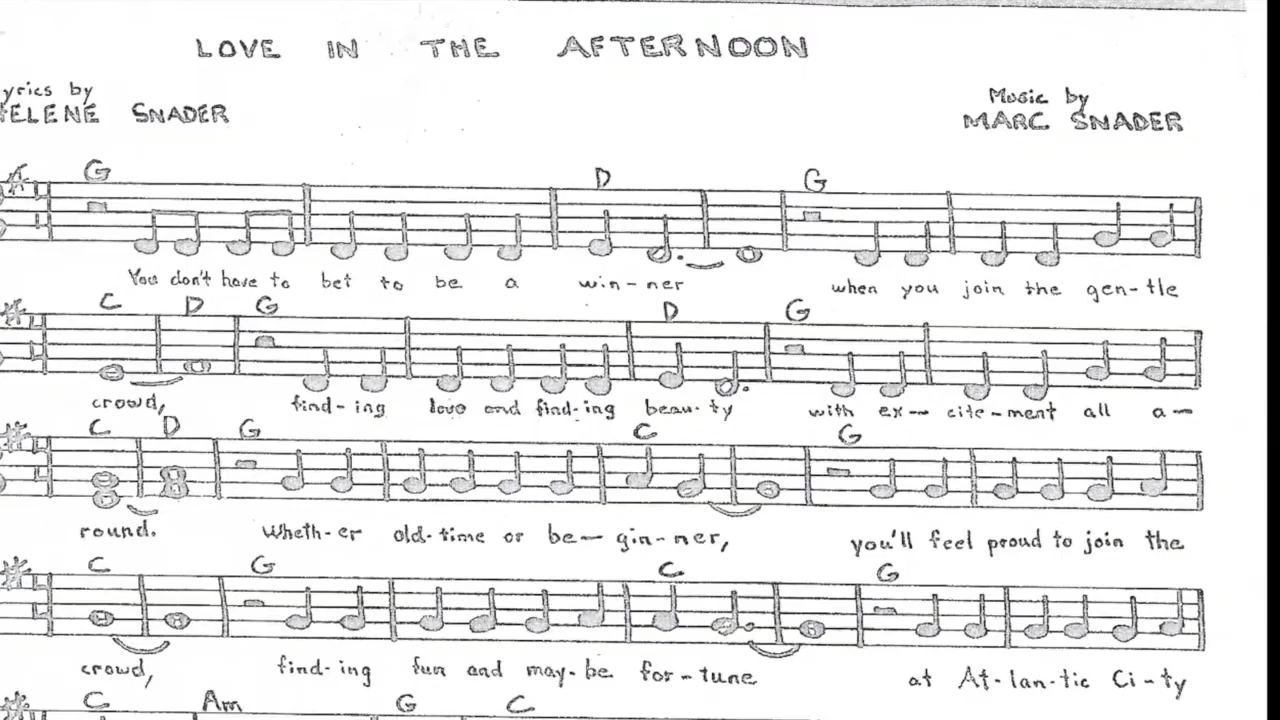 LOVE IN THE AFTERNOON
yrics by
ELENE SNADER
Music by
MARC SNADER
G D G
You don't have to bet to be a win-ner when you join the gen-tle
C D G D G
crowd, find-ing love and find-ing beau-ty with ex-cite-ment all a-
C D G C G
round. Wheth-er old-time or be-gin-ner, you'll feel proud to join the
C G C G
crowd, find-ing fun and may-be for-tune at At-lan-tic Ci-ty
C Am G C